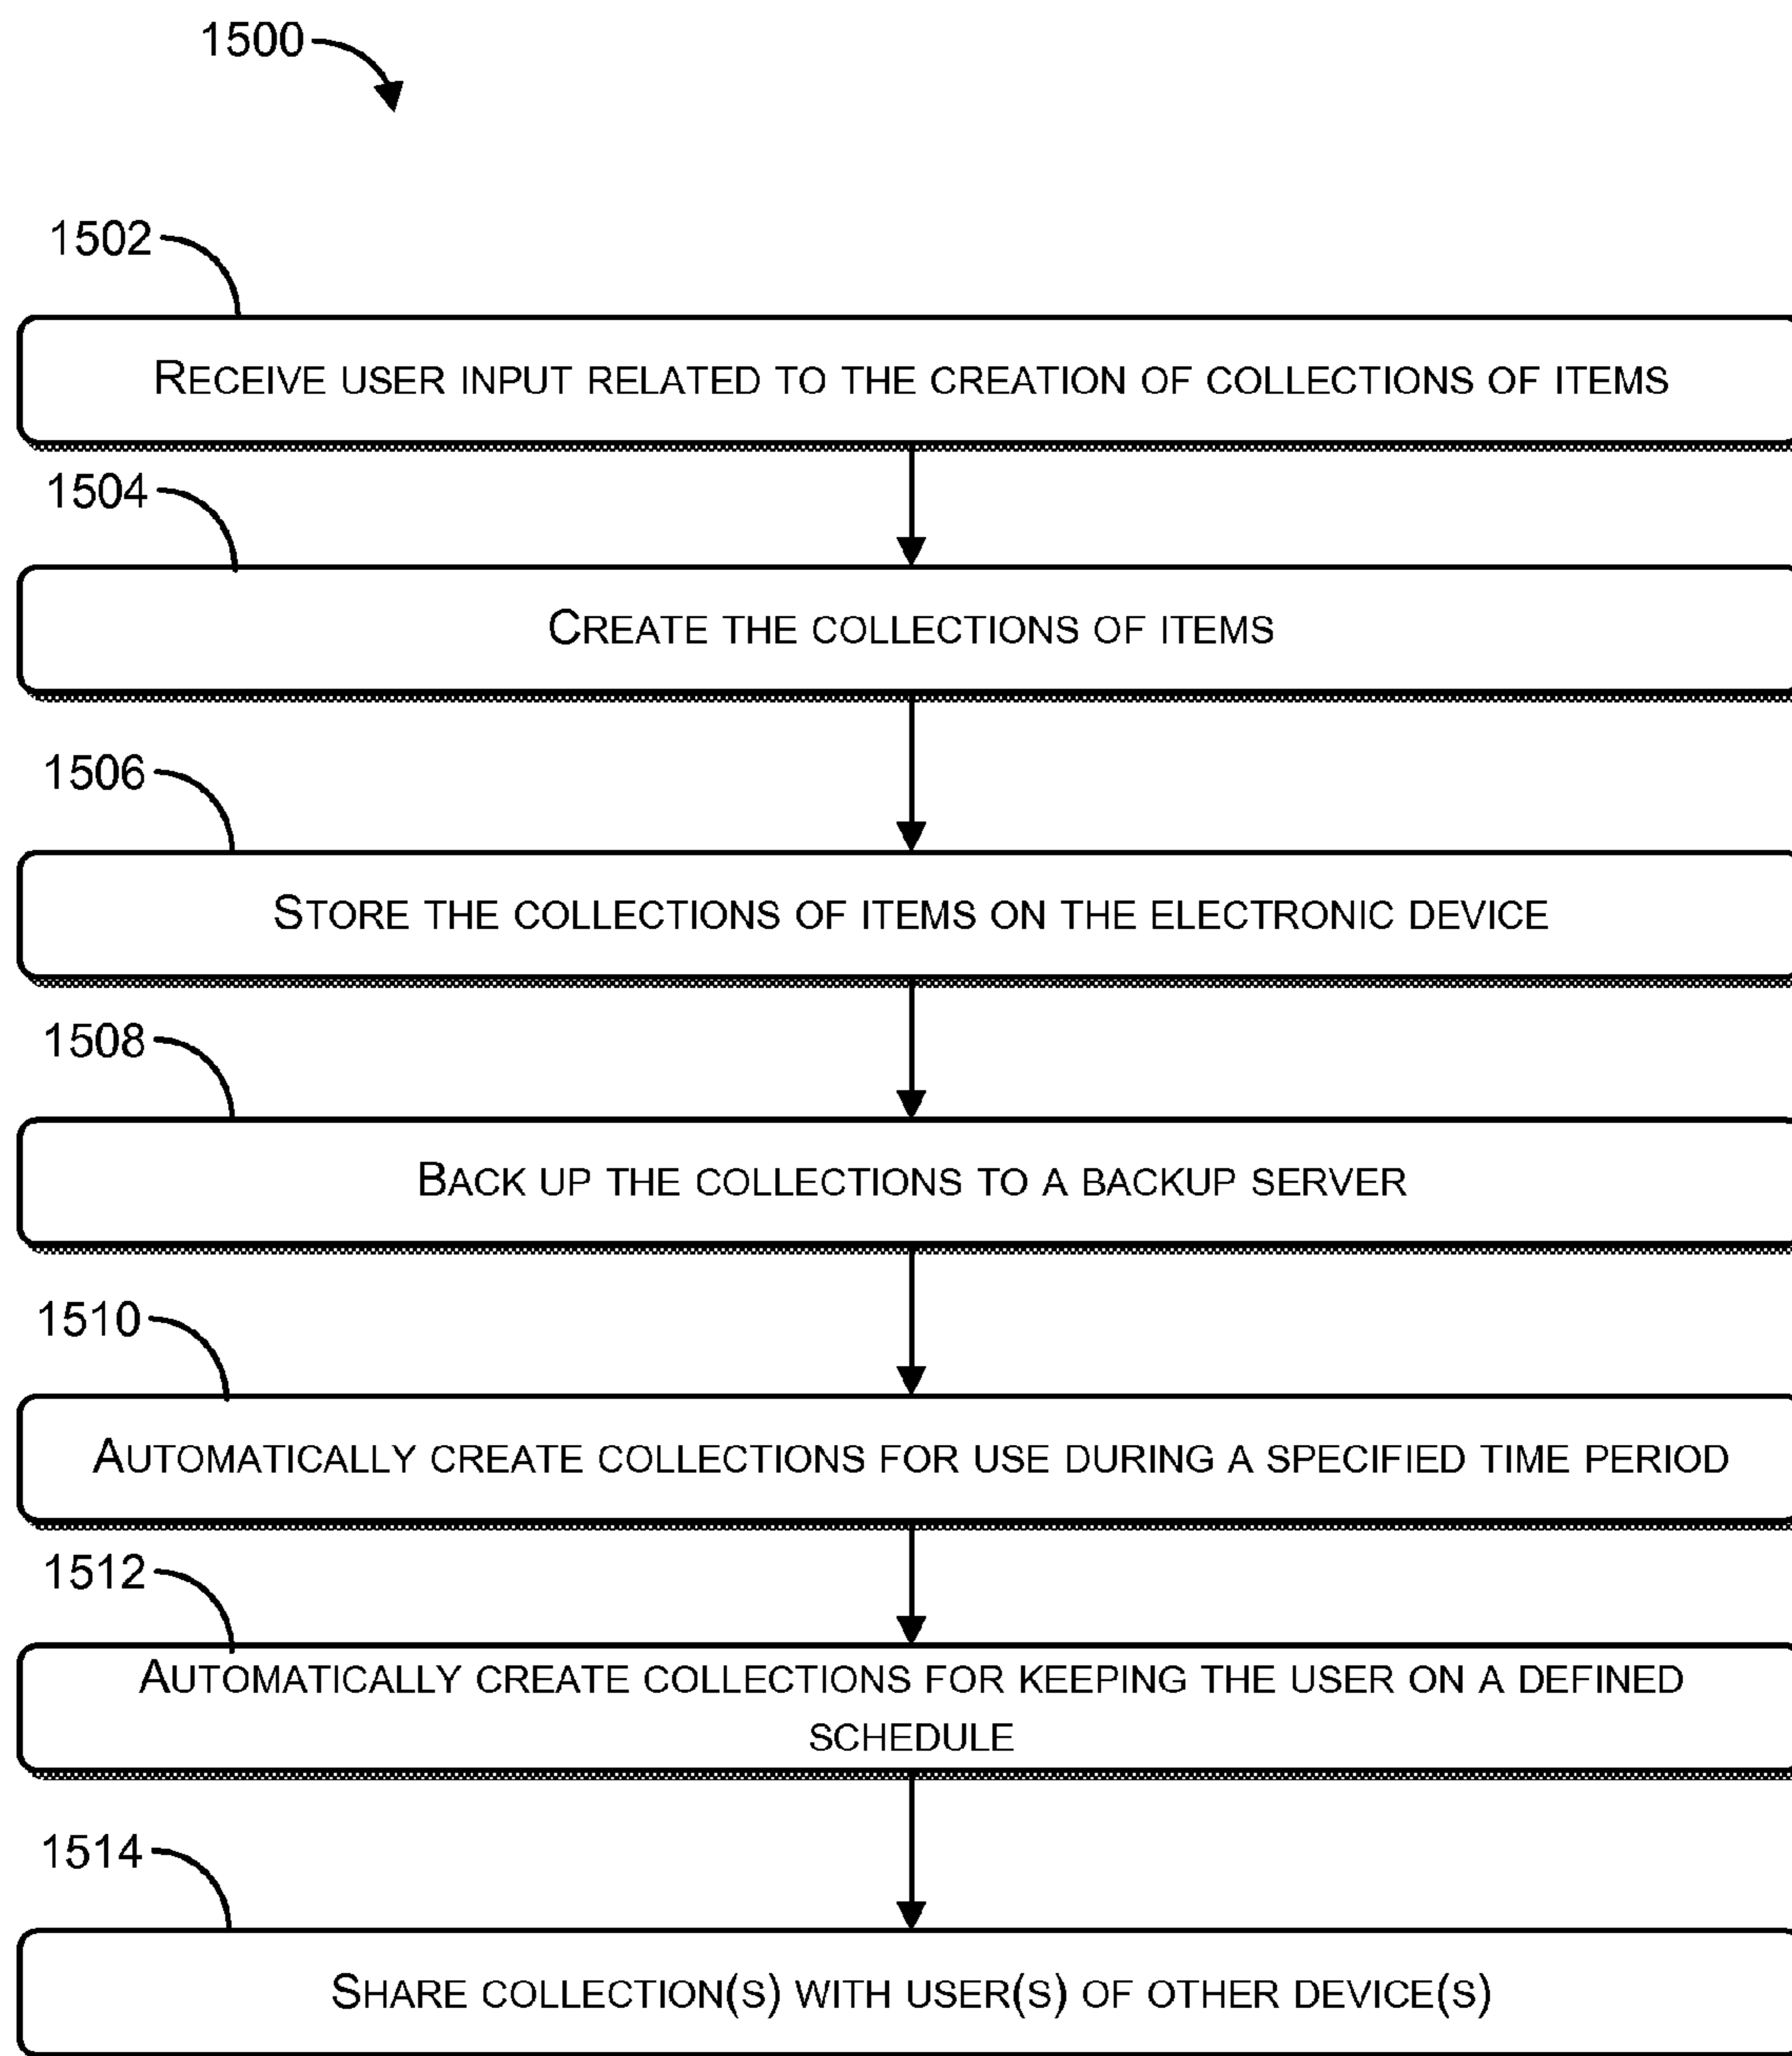 1500
1502
RECEIVE USER INPUT RELATED TO THE CREATION OF COLLECTIONS OF ITEMS
1504
CREATE THE COLLECTIONS OF ITEMS
1506
STORE THE COLLECTIONS OF ITEMS ON THE ELECTRONIC DEVICE
1508
BACK UP THE COLLECTIONS TO A BACKUP SERVER
1510
AUTOMATICALLY CREATE COLLECTIONS FOR USE DURING A SPECIFIED TIME PERIOD
1512
AUTOMATICALLY CREATE COLLECTIONS FOR KEEPING THE USER ON A DEFINED
SCHEDULE
1514
SHARE COLLECTION(S) WITH USER(S) OF OTHER DEVICE(S)